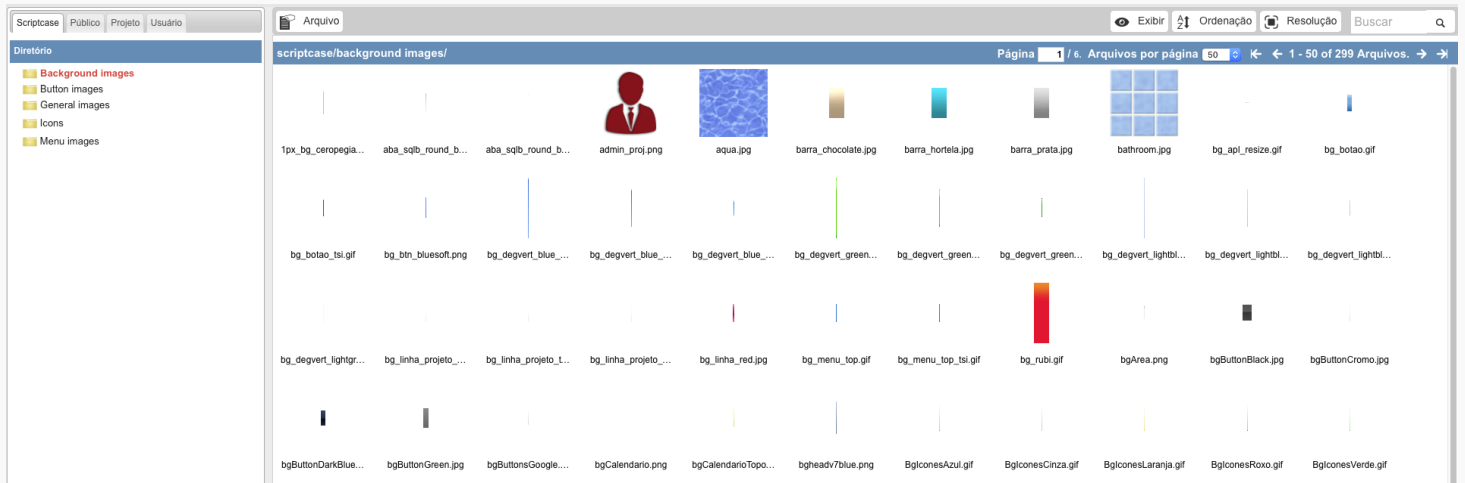 Scriptcase Público Projeto Usuário
Arquivo Exibir Ordenação Resolução Buscar
Diretório
Background images
Button images
General images
Icons
Menu images
scriptcase/background images/ Página 1 / 6. Arquivos por página 50 1 - 50 of 299 Arquivos.
1px_bg_ceropegia... aba_sqlb_round_b... aba_sqlb_round_b... admin_proj.png aqua.jpg barra_chocolate.jpg barra_hortela.jpg barra_prata.jpg bathroom.jpg bg_apl_resize.gif bg_botao.gif
bg_botao_tsi.gif bg_btn_bluesoft.png bg_degvert_blue_... bg_degvert_blue_... bg_degvert_blue_... bg_degvert_green... bg_degvert_green... bg_degvert_green... bg_degvert_lightbl... bg_degvert_lightbl... bg_degvert_lightbl...
bg_degvert_lightgr... bg_linha_projeto_... bg_linha_projeto_t... bg_linha_projeto_... bg_linha_red.jpg bg_menu_top.gif bg_menu_top_tsi.gif bg_rubi.gif bgArea.png bgButtonBlack.jpg bgButtonCromo.jpg
bgButtonDarkBlue... bgButtonGreen.jpg bgButtonsGoogle.... bgCalendario.png bgCalendarioTopo... bgheadv7blue.png BgIconesAzul.gif BgIconesCinza.gif BgIconesLaranja.gif BgIconesRoxo.gif BgIconesVerde.gif